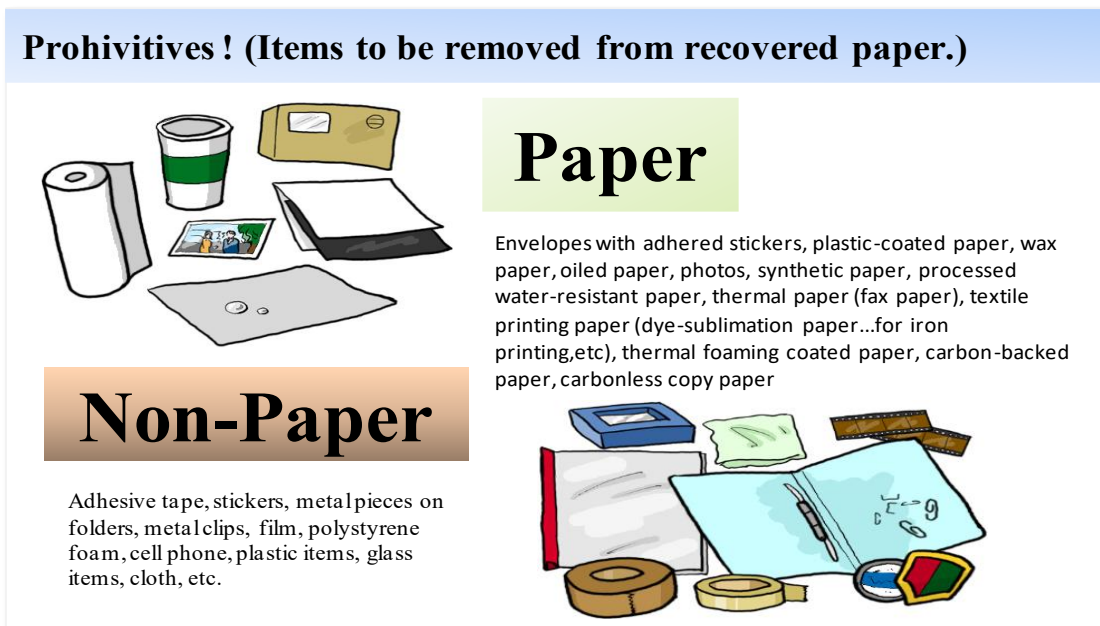 Prohivitives ! (Items to be removed from recovered paper.)
Paper
Envelopes with adhered stickers, plastic-coated paper, wax
paper, oiled paper, photos, synthetic paper, processed
water-resistant paper, thermal paper (fax paper), textile
printing paper (dye-sublimation paper...for iron
printing,etc), thermal foaming coated paper, carbon-backed
paper, carbonless copy paper
Non-Paper
Adhesive tape, stickers, metal pieces on
folders, metal clips, film, polystyrene
foam, cell phone, plastic items, glass
items, cloth, etc.